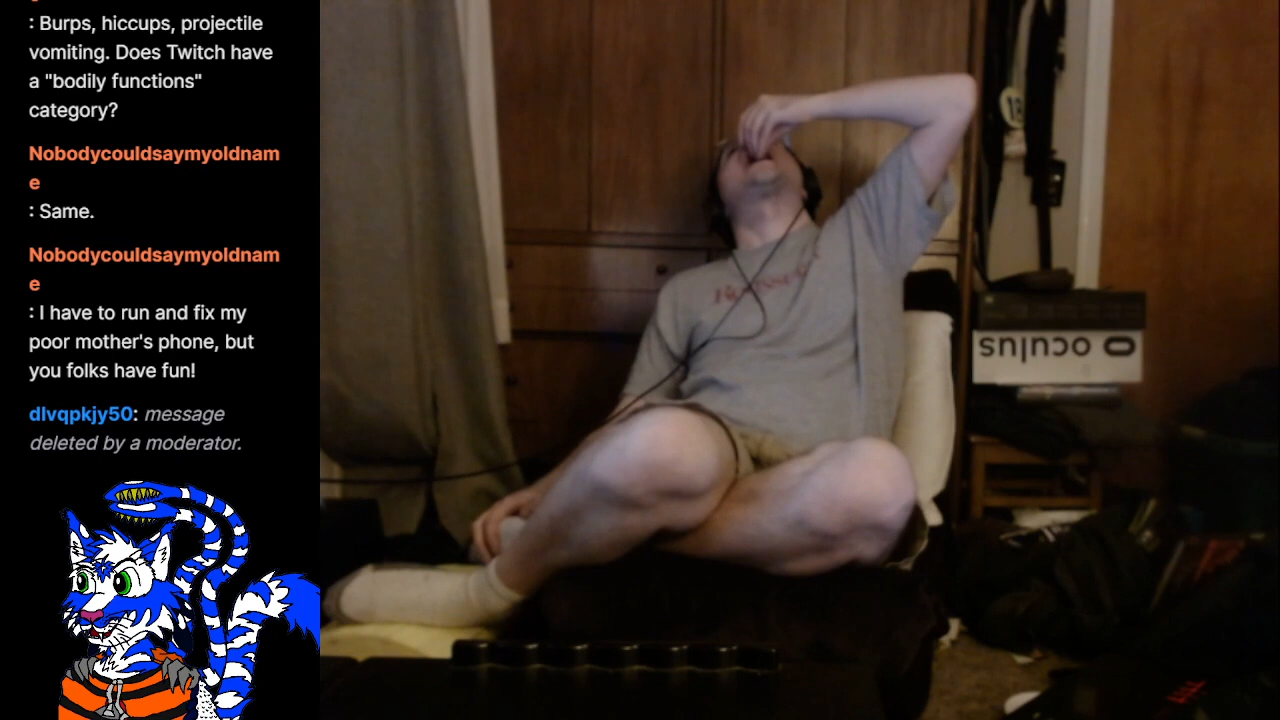 : Burps, hiccups, projectile
vomiting. Does Twitch have
a "bodily functions"
category?
Nobodycouldsaymyoldnam
e
: Same.
Nobodycouldsaymyoldnam
e
: I have to run and fix my
poor mother's phone, but
you folks have fun!
dlvqpkjy50: message
deleted by a moderator.
18
oculus